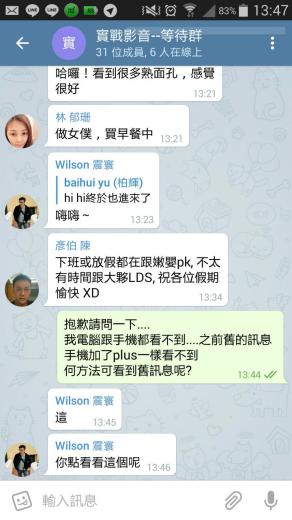 83% 13:47
實
實戰影音--等待群
31 位成員, 6 人在線上
哈囉！看到很多熟面孔，感覺
很好
13:21
林 郁珊
做女僕，買早餐中
13:21
Wilson 震寰
baihui yu (柏輝)
hi hi終於也進來了
嗨嗨～
13:23
彥伯 陳
下班或放假都在跟嫩嬰pk, 不太
有時間跟大夥LDS, 祝各位假期
愉快 XD
13:34
抱歉請問一下....
我電腦跟手機都看不到....之前舊的訊息
手機加了plus一樣看不到
何方法可看到舊訊息呢?
13:44
Wilson 震寰
這
13:45
Wilson 震寰
你點看看這個呢
13:46
輸入訊息